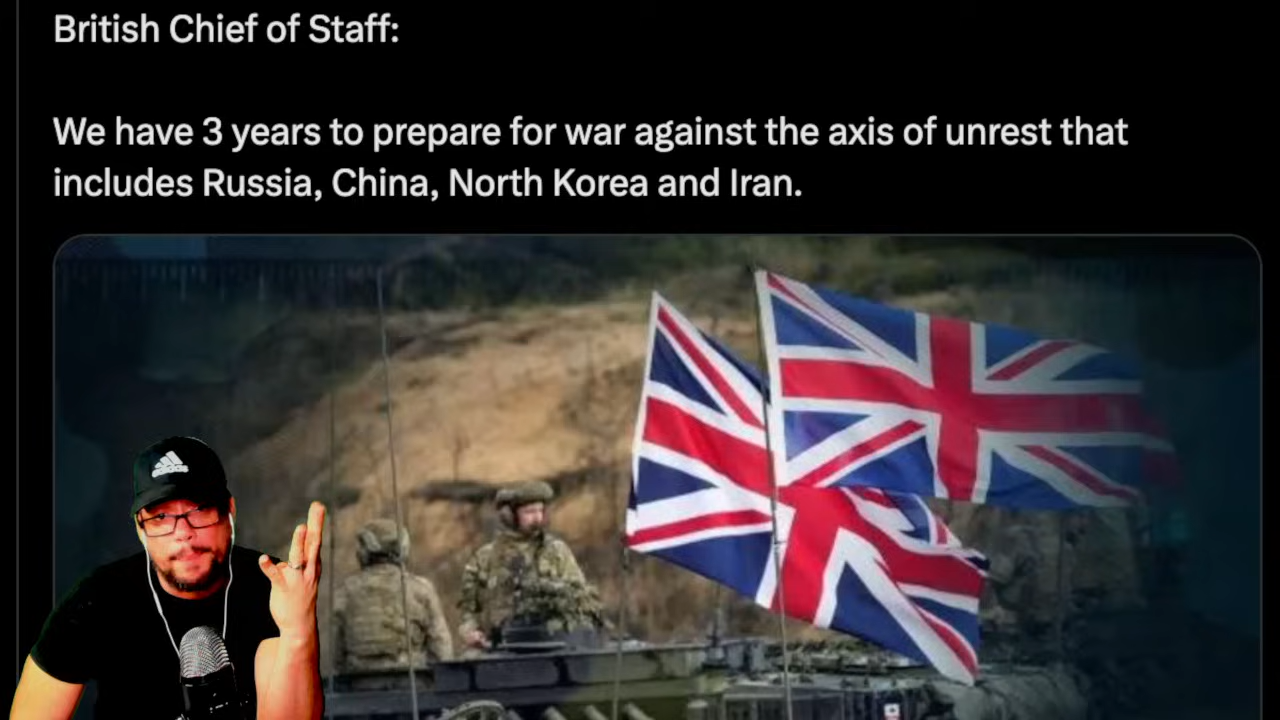 British Chief of Staff:
We have 3 years to prepare for war against the axis of unrest that
includes Russia, China, North Korea and Iran.
adidas